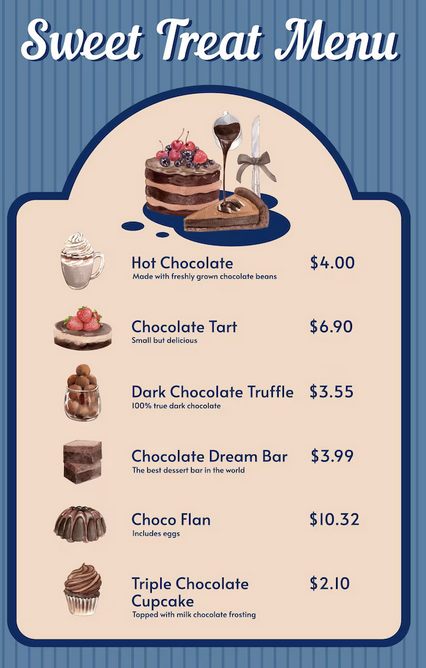 Sweet Treat Menu
Hot Chocolate $4.00
Made with freshly grown chocolate beans
Chocolate Tart $6.90
Small but delicious
Dark Chocolate Truffle $3.55
100% true dark chocolate
Chocolate Dream Bar $3.99
The best dessert bar in the world
Choco Flan $10.32
Includes eggs
Triple Chocolate $2.10
Cupcake
Topped with milk chocolate frosting